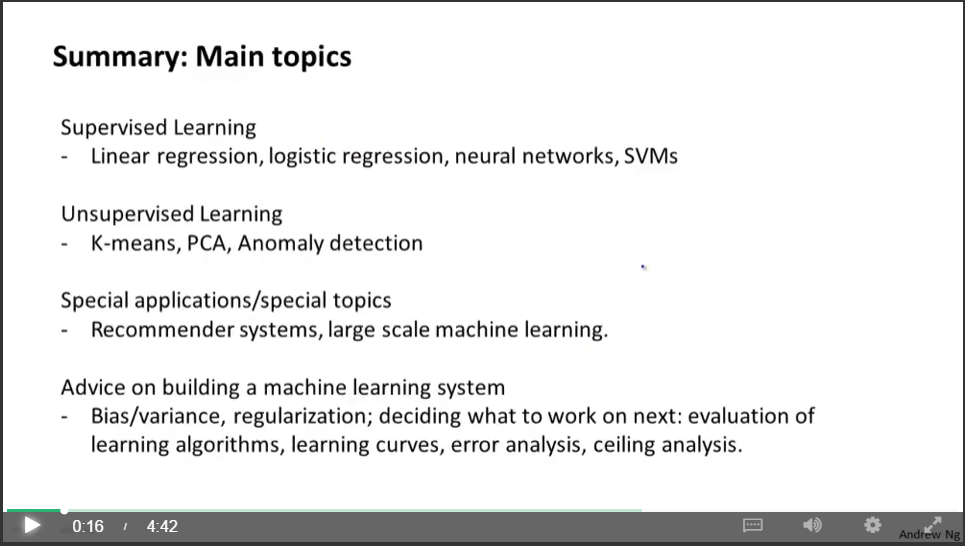 Summary: Main topics
Supervised Learning
- Linear regression, logistic regression, neural networks, SVMs
Unsupervised Learning
- K-means, PCA, Anomaly detection
Special applications/special topics
- Recommender systems, large scale machine learning.
Advice on building a machine learning system
- Bias/variance, regularization; deciding what to work on next: evaluation of
learning algorithms, learning curves, error analysis, ceiling analysis.
0:16 / 4:42
Andrew Ng